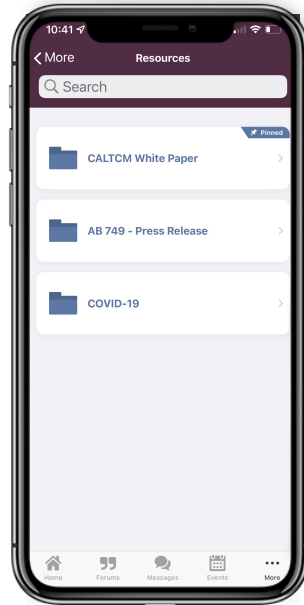 10:41
More
Resources
Search
Pinned
CALTCM White Paper
AB 749 - Press Release
COVID-19
Home
Forums
Messages
Events
More